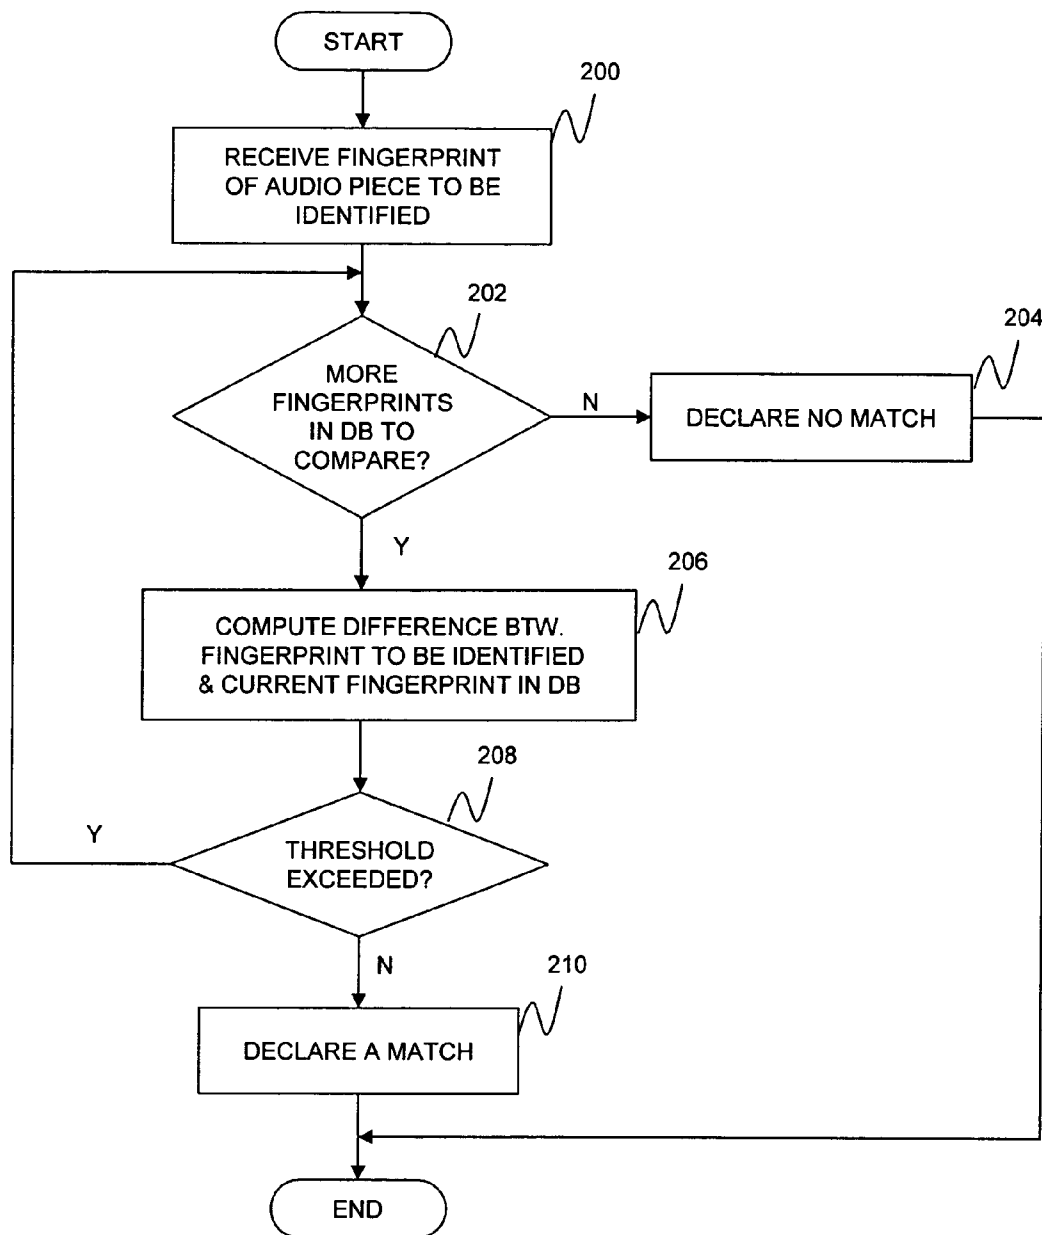 START
200
RECEIVE FINGERPRINT
OF AUDIO PIECE TO BE
IDENTIFIED
202
MORE
FINGERPRINTS
IN DB TO
COMPARE?
N
204
DECLARE NO MATCH
Y
206
COMPUTE DIFFERENCE BTW.
FINGERPRINT TO BE IDENTIFIED
& CURRENT FINGERPRINT IN DB
208
Y
THRESHOLD
EXCEEDED?
N
210
DECLARE A MATCH
END